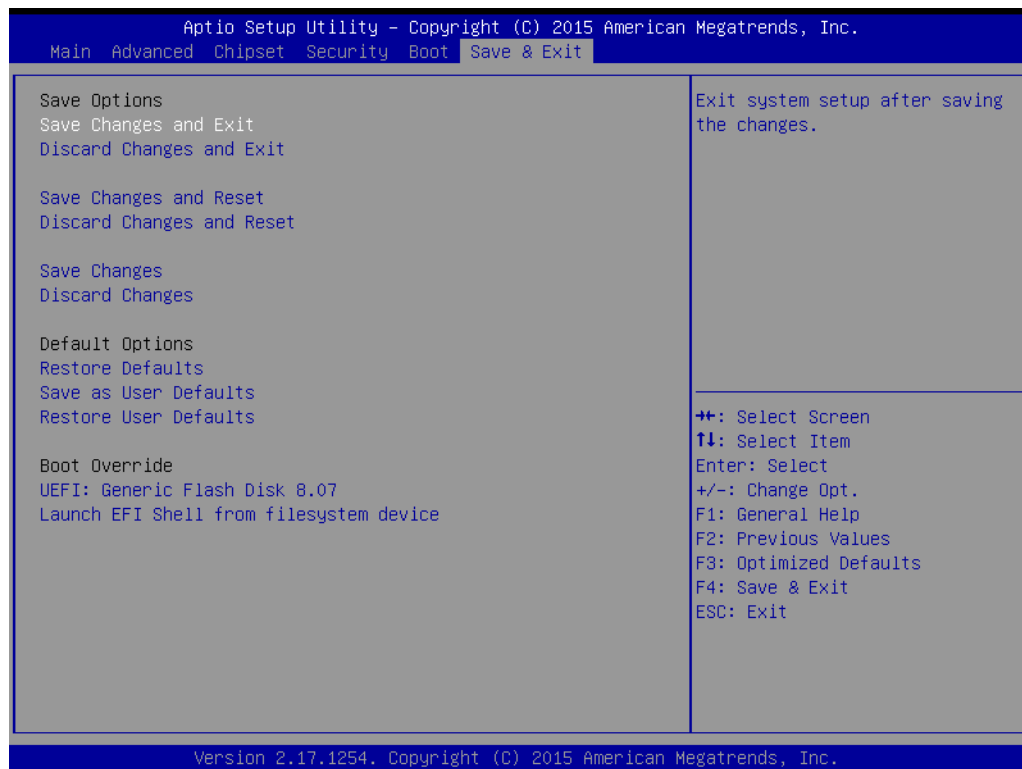 Aptio Setup Utility – Copyright (C) 2015 American Megatrends, Inc.
Main Advanced Chipset Security Boot Save & Exit
Save Options
Save Changes and Exit
Discard Changes and Exit
Save Changes and Reset
Discard Changes and Reset
Save Changes
Discard Changes
Default Options
Restore Defaults
Save as User Defaults
Restore User Defaults
Boot Override
UEFI: Generic Flash Disk 8.07
Launch EFI Shell from filesystem device
Exit system setup after saving
the changes.
→←: Select Screen
↑↓: Select Item
Enter: Select
+/-: Change Opt.
F1: General Help
F2: Previous Values
F3: Optimized Defaults
F4: Save & Exit
ESC: Exit
Version 2.17.1254. Copyright (C) 2015 American Megatrends, Inc.